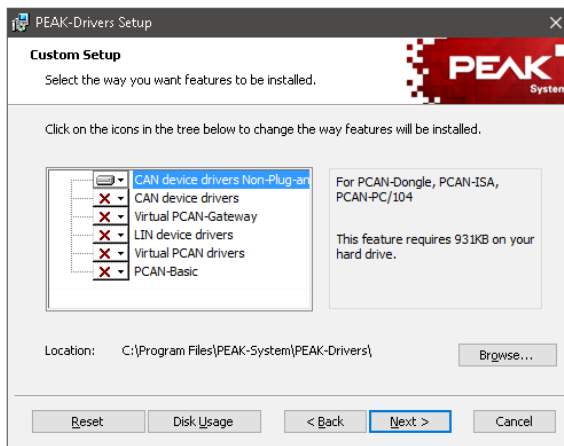 PEAK-Drivers Setup
Custom Setup
Select the way you want features to be installed.
PEAK
System
Click on the icons in the tree below to change the way features will be installed.
CAN device drivers Non-Plug-an
CAN device drivers
Virtual PCAN-Gateway
LIN device drivers
Virtual PCAN drivers
PCAN-Basic
For PCAN-Dongle, PCAN-ISA,
PCAN-PC/104
This feature requires 931KB on your
hard drive.
Location: C:\Program Files\PEAK-System\PEAK-Drivers\
Browse...
Reset Disk Usage < Back Next > Cancel